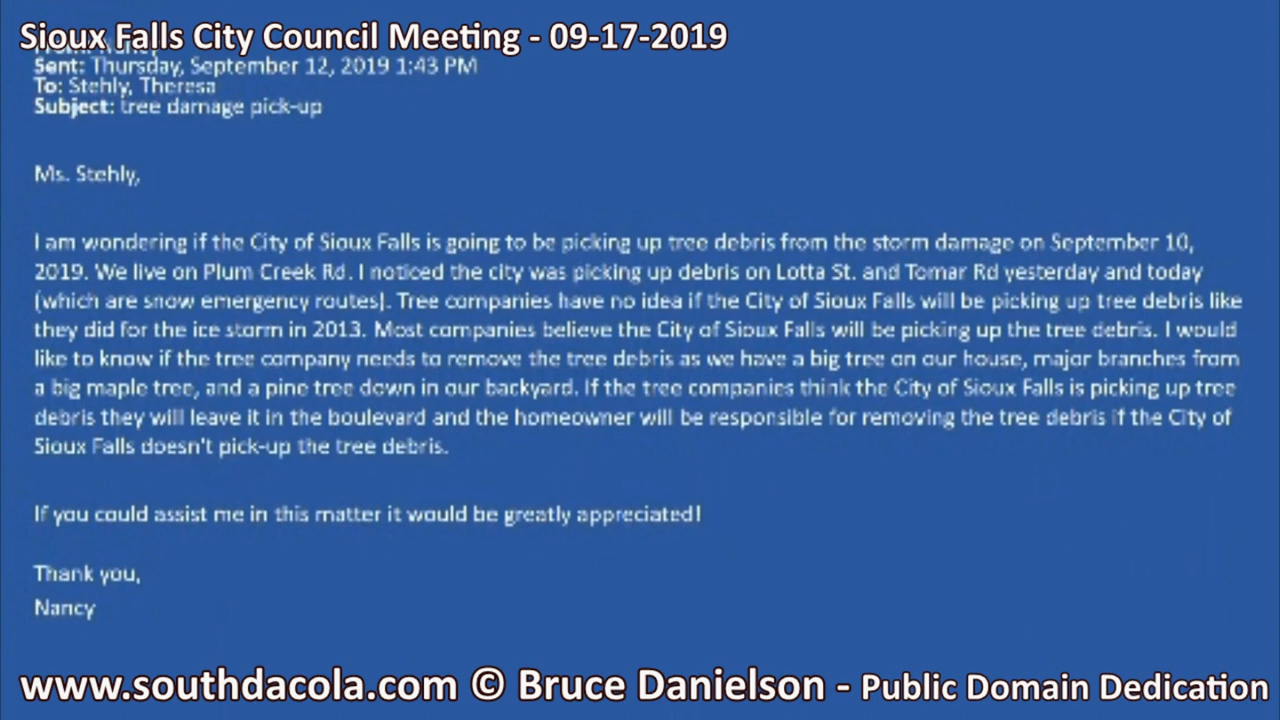 Sioux Falls City Council Meeting - 09-17-2019
From: Nancy
Sent: Thursday, September 12, 2019 1:43 PM
To: Stehly, Theresa
Subject: tree damage pick-up
Ms. Stehly,
I am wondering if the City of Sioux Falls is going to be picking up tree debris from the storm damage on September 10,
2019. We live on Plum Creek Rd. I noticed the city was picking up debris on Lotta St. and Tomar Rd yesterday and today
(which are snow emergency routes). Tree companies have no idea if the City of Sioux Falls will be picking up tree debris like
they did for the ice storm in 2013. Most companies believe the City of Sioux Falls will be picking up the tree debris. I would
like to know if the tree company needs to remove the tree debris as we have a big tree on our house, major branches from
a big maple tree, and a pine tree down in our backyard. If the tree companies think the City of Sioux Falls is picking up tree
debris they will leave it in the boulevard and the homeowner will be responsible for removing the tree debris if the City of
Sioux Falls doesn't pick-up the tree debris.
If you could assist me in this matter it would be greatly appreciated!
Thank you,
Nancy
www.southdacola.com © Bruce Danielson - Public Domain Dedication